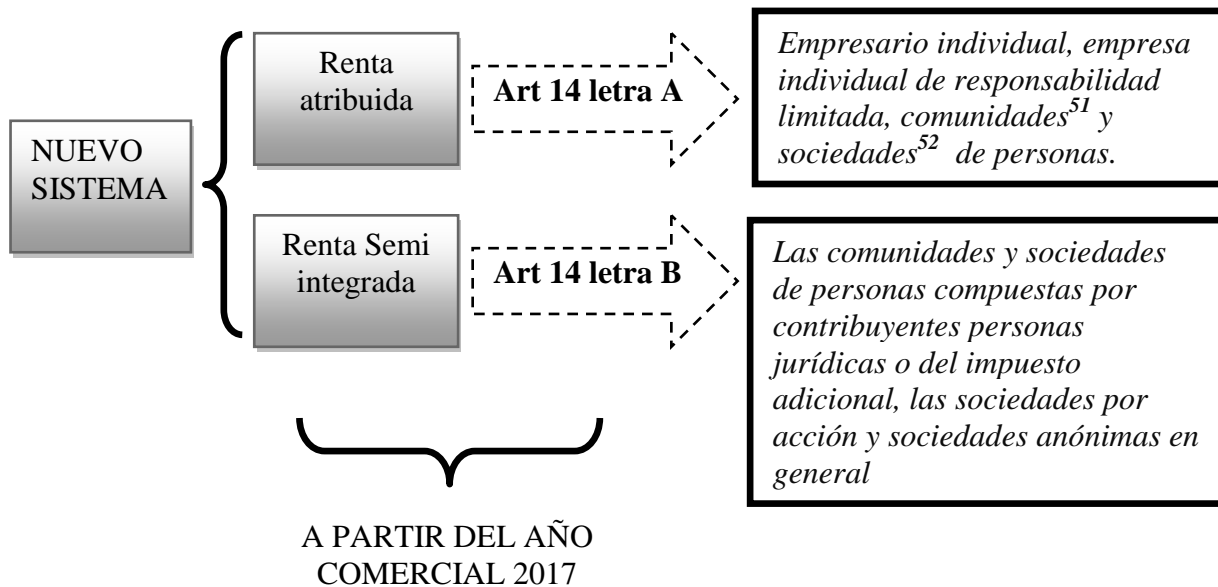 NUEVO
SISTEMA
Renta
atribuida
Art 14 letra A
Empresario individual, empresa
individual de responsabilidad
limitada, comunidades51 y
sociedades52 de personas.
Renta Semi
integrada
Art 14 letra B
Las comunidades y sociedades
de personas compuestas por
contribuyentes personas
jurídicas o del impuesto
adicional, las sociedades por
acción y sociedades anónimas en
general
A PARTIR DEL AÑO
COMERCIAL 2017